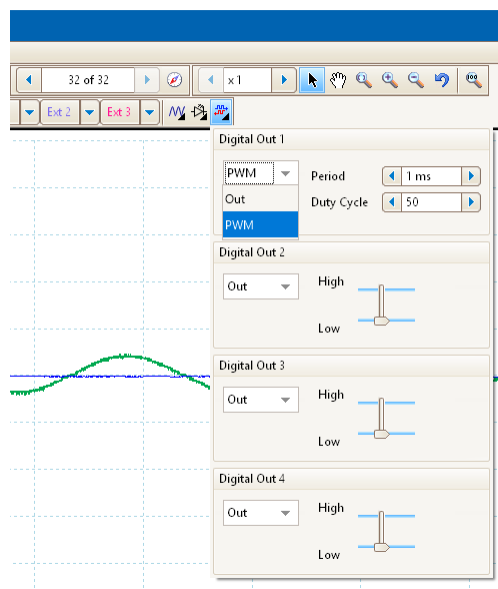 32 of 32
x 1
100
Ext 2
Ext 3
Digital Out 1
PWM
Period
1 ms
Out
Duty Cycle
50
PWM
Digital Out 2
Out
High
Low
Digital Out 3
Out
High
Low
Digital Out 4
Out
High
Low